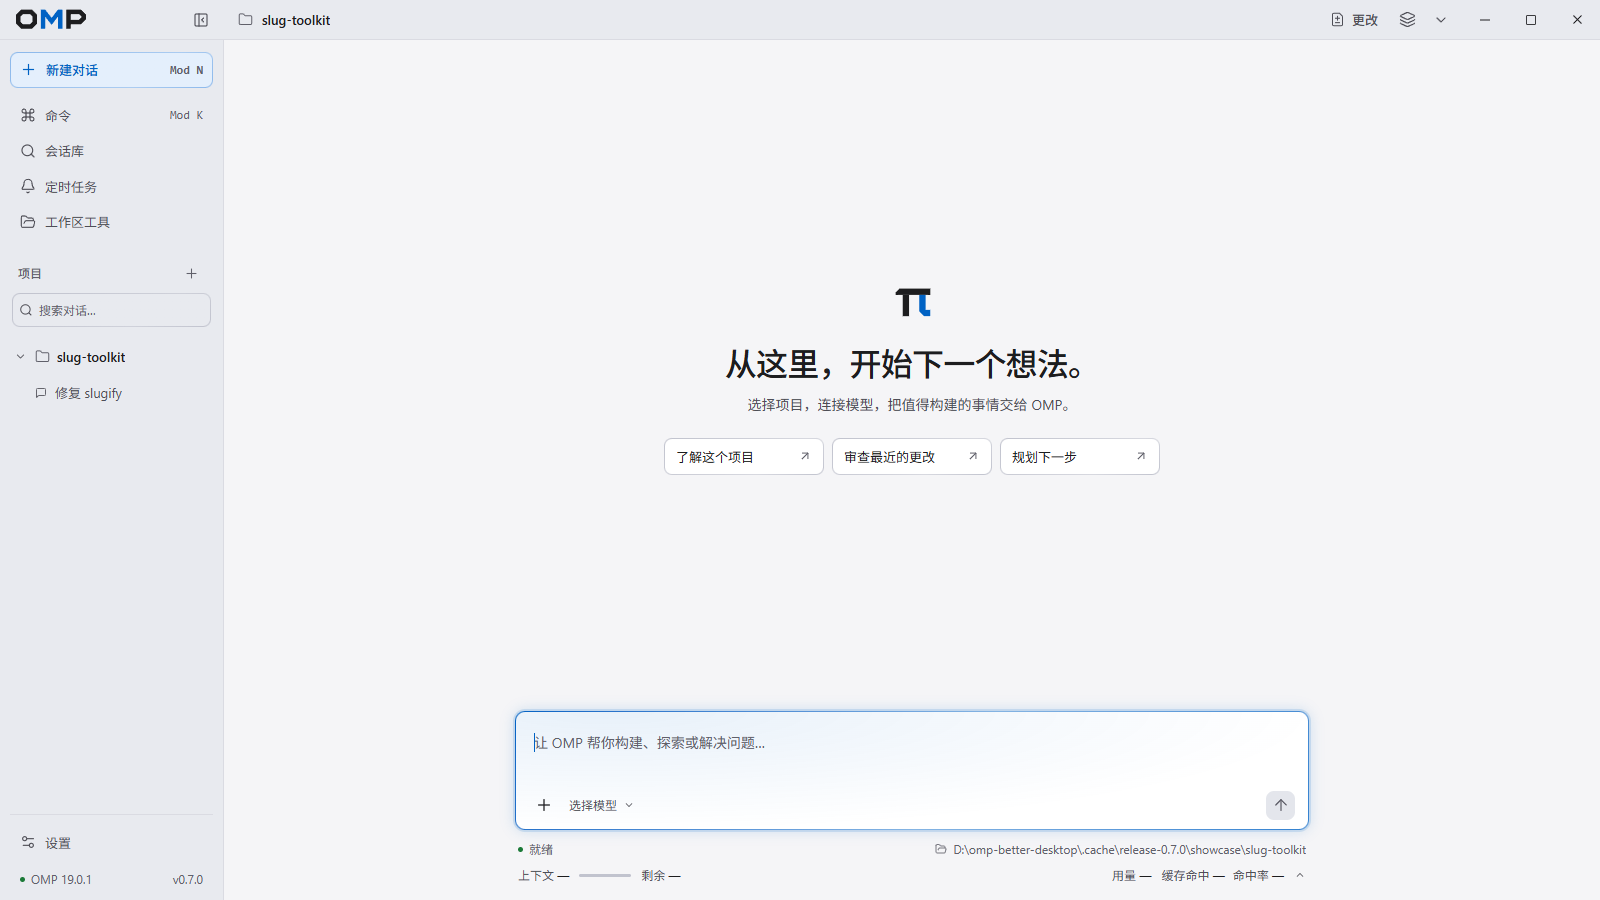 OMP
slug-toolkit
更改
新建对话 Mod N
命令 Mod K
会话库
定时任务
工作区工具
项目
搜索对话...
slug-toolkit
修复 slugify
从这里，开始下一个想法。
选择项目，连接模型，把值得构建的事情交给 OMP。
了解这个项目
审查最近的更改
规划下一步
让 OMP 帮你构建、探索或解决问题...
选择模型
就绪
D:\omp-better-desktop\.cache\release-0.7.0\showcase\slug-toolkit
上下文 — 剩余 —
用量 — 缓存命中 — 命中率 —
设置
OMP 19.0.1 v0.7.0